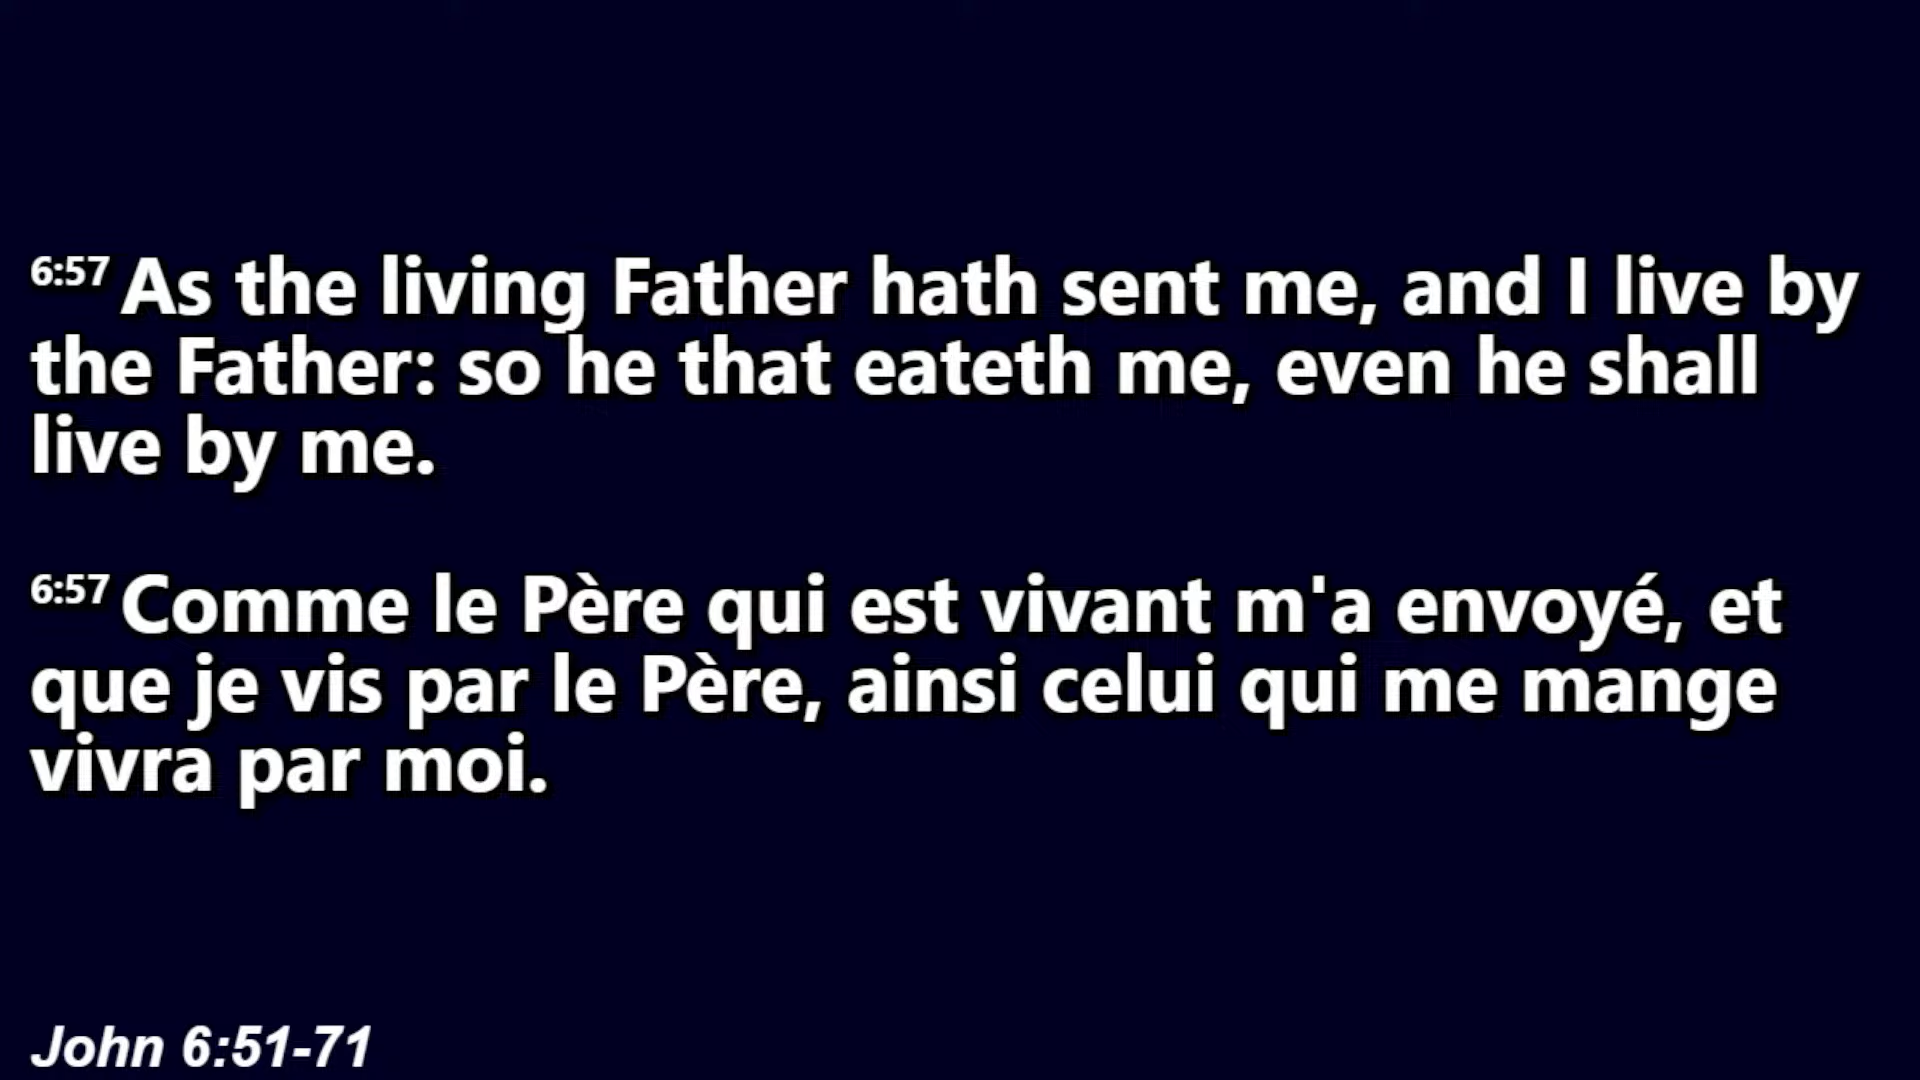 6:57 As the living Father hath sent me, and I live by
the Father: so he that eateth me, even he shall
live by me.
6:57 Comme le Père qui est vivant m'a envoyé, et
que je vis par le Père, ainsi celui qui me mange
vivra par moi.
John 6:51-71